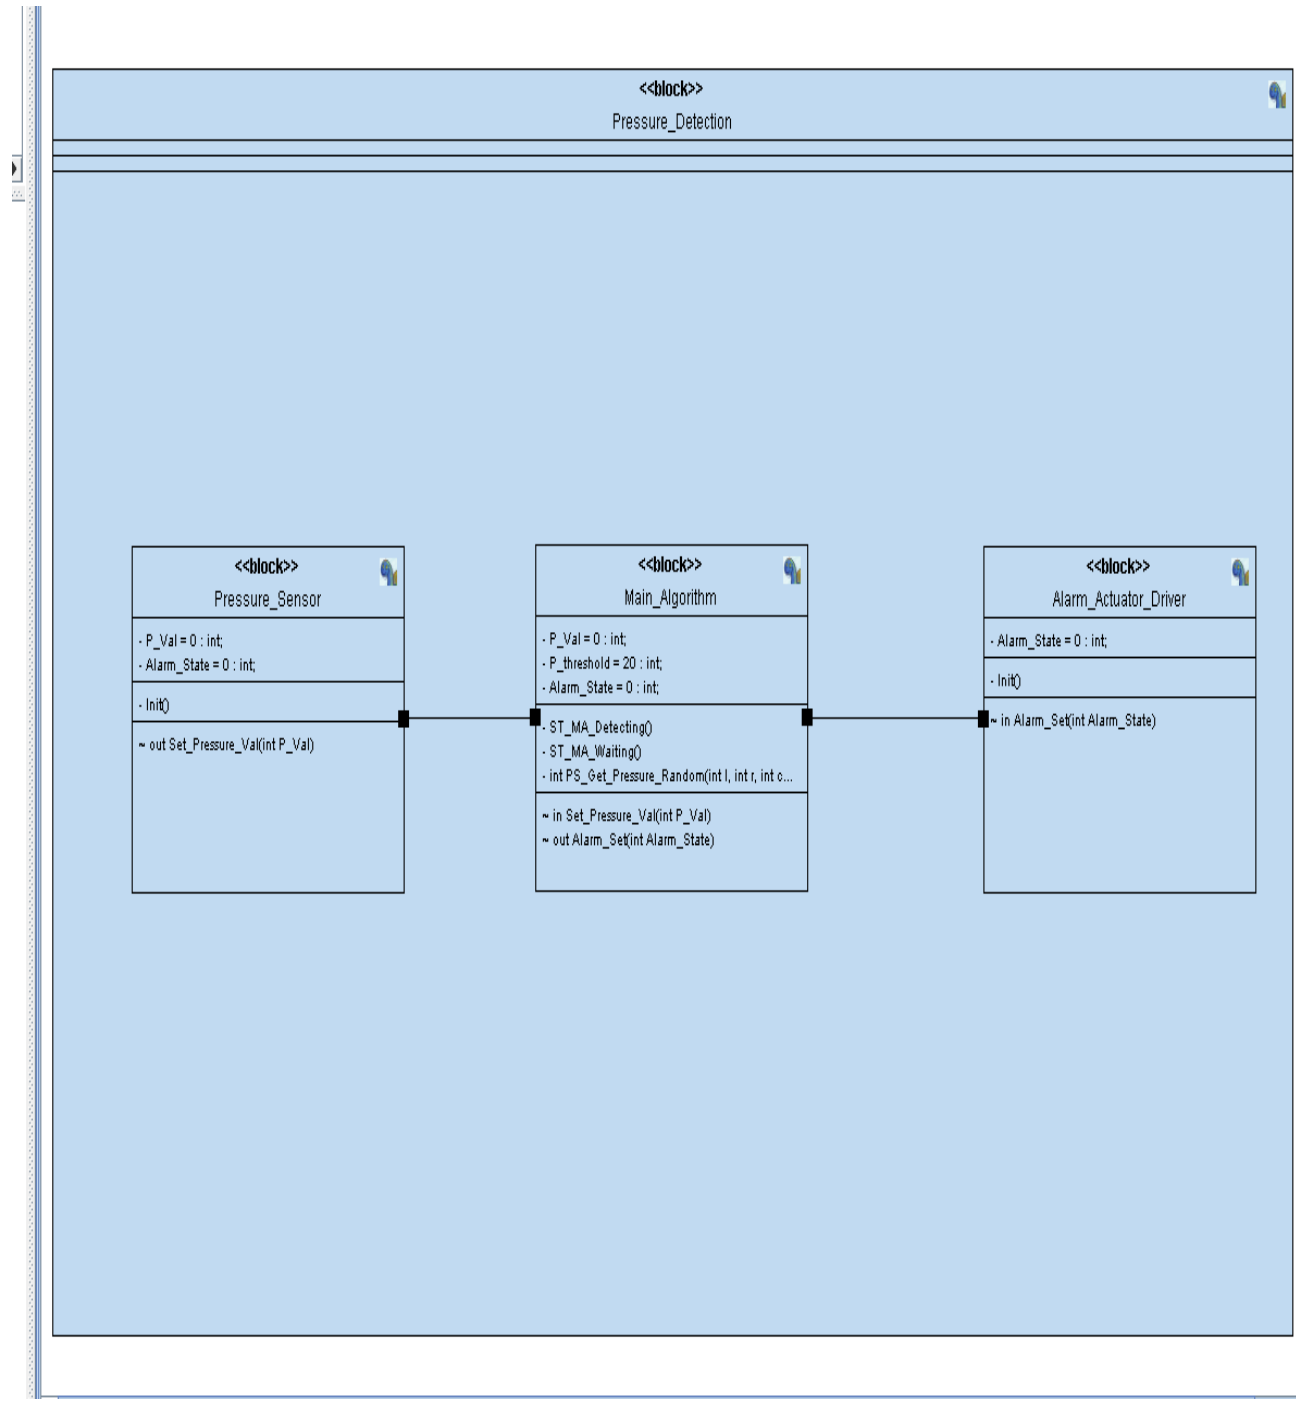 <<block>>
Pressure_Detection
<<block>>
Pressure_Sensor
- P_Val = 0 : int;
- Alarm_State = 0 : int;
- Init()
~ out Set_Pressure_Val(int P_Val)
<<block>>
Main_Algorithm
- P_Val = 0 : int;
- P_threshold = 20 : int;
- Alarm_State = 0 : int;
- ST_MA_Detecting()
- ST_MA_Waiting()
- int PS_Get_Pressure_Random(int l, int r, int c...
~ in Set_Pressure_Val(int P_Val)
~ out Alarm_Set(int Alarm_State)
<<block>>
Alarm_Actuator_Driver
- Alarm_State = 0 : int;
- Init()
~ in Alarm_Set(int Alarm_State)